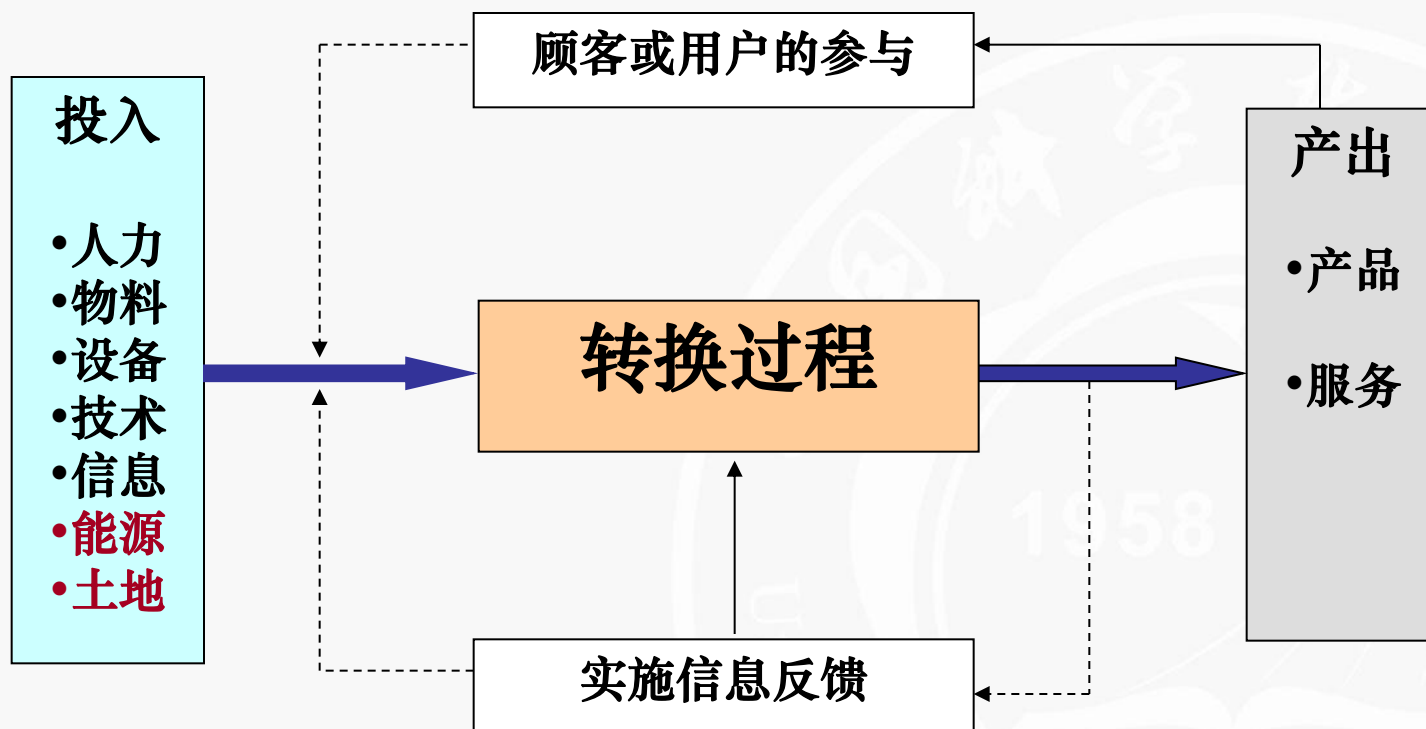 顾客或用户的参与
投入
•人力
•物料
•设备
•技术
•信息
•能源
•土地
转换过程
产出
•产品
•服务
实施信息反馈
1958